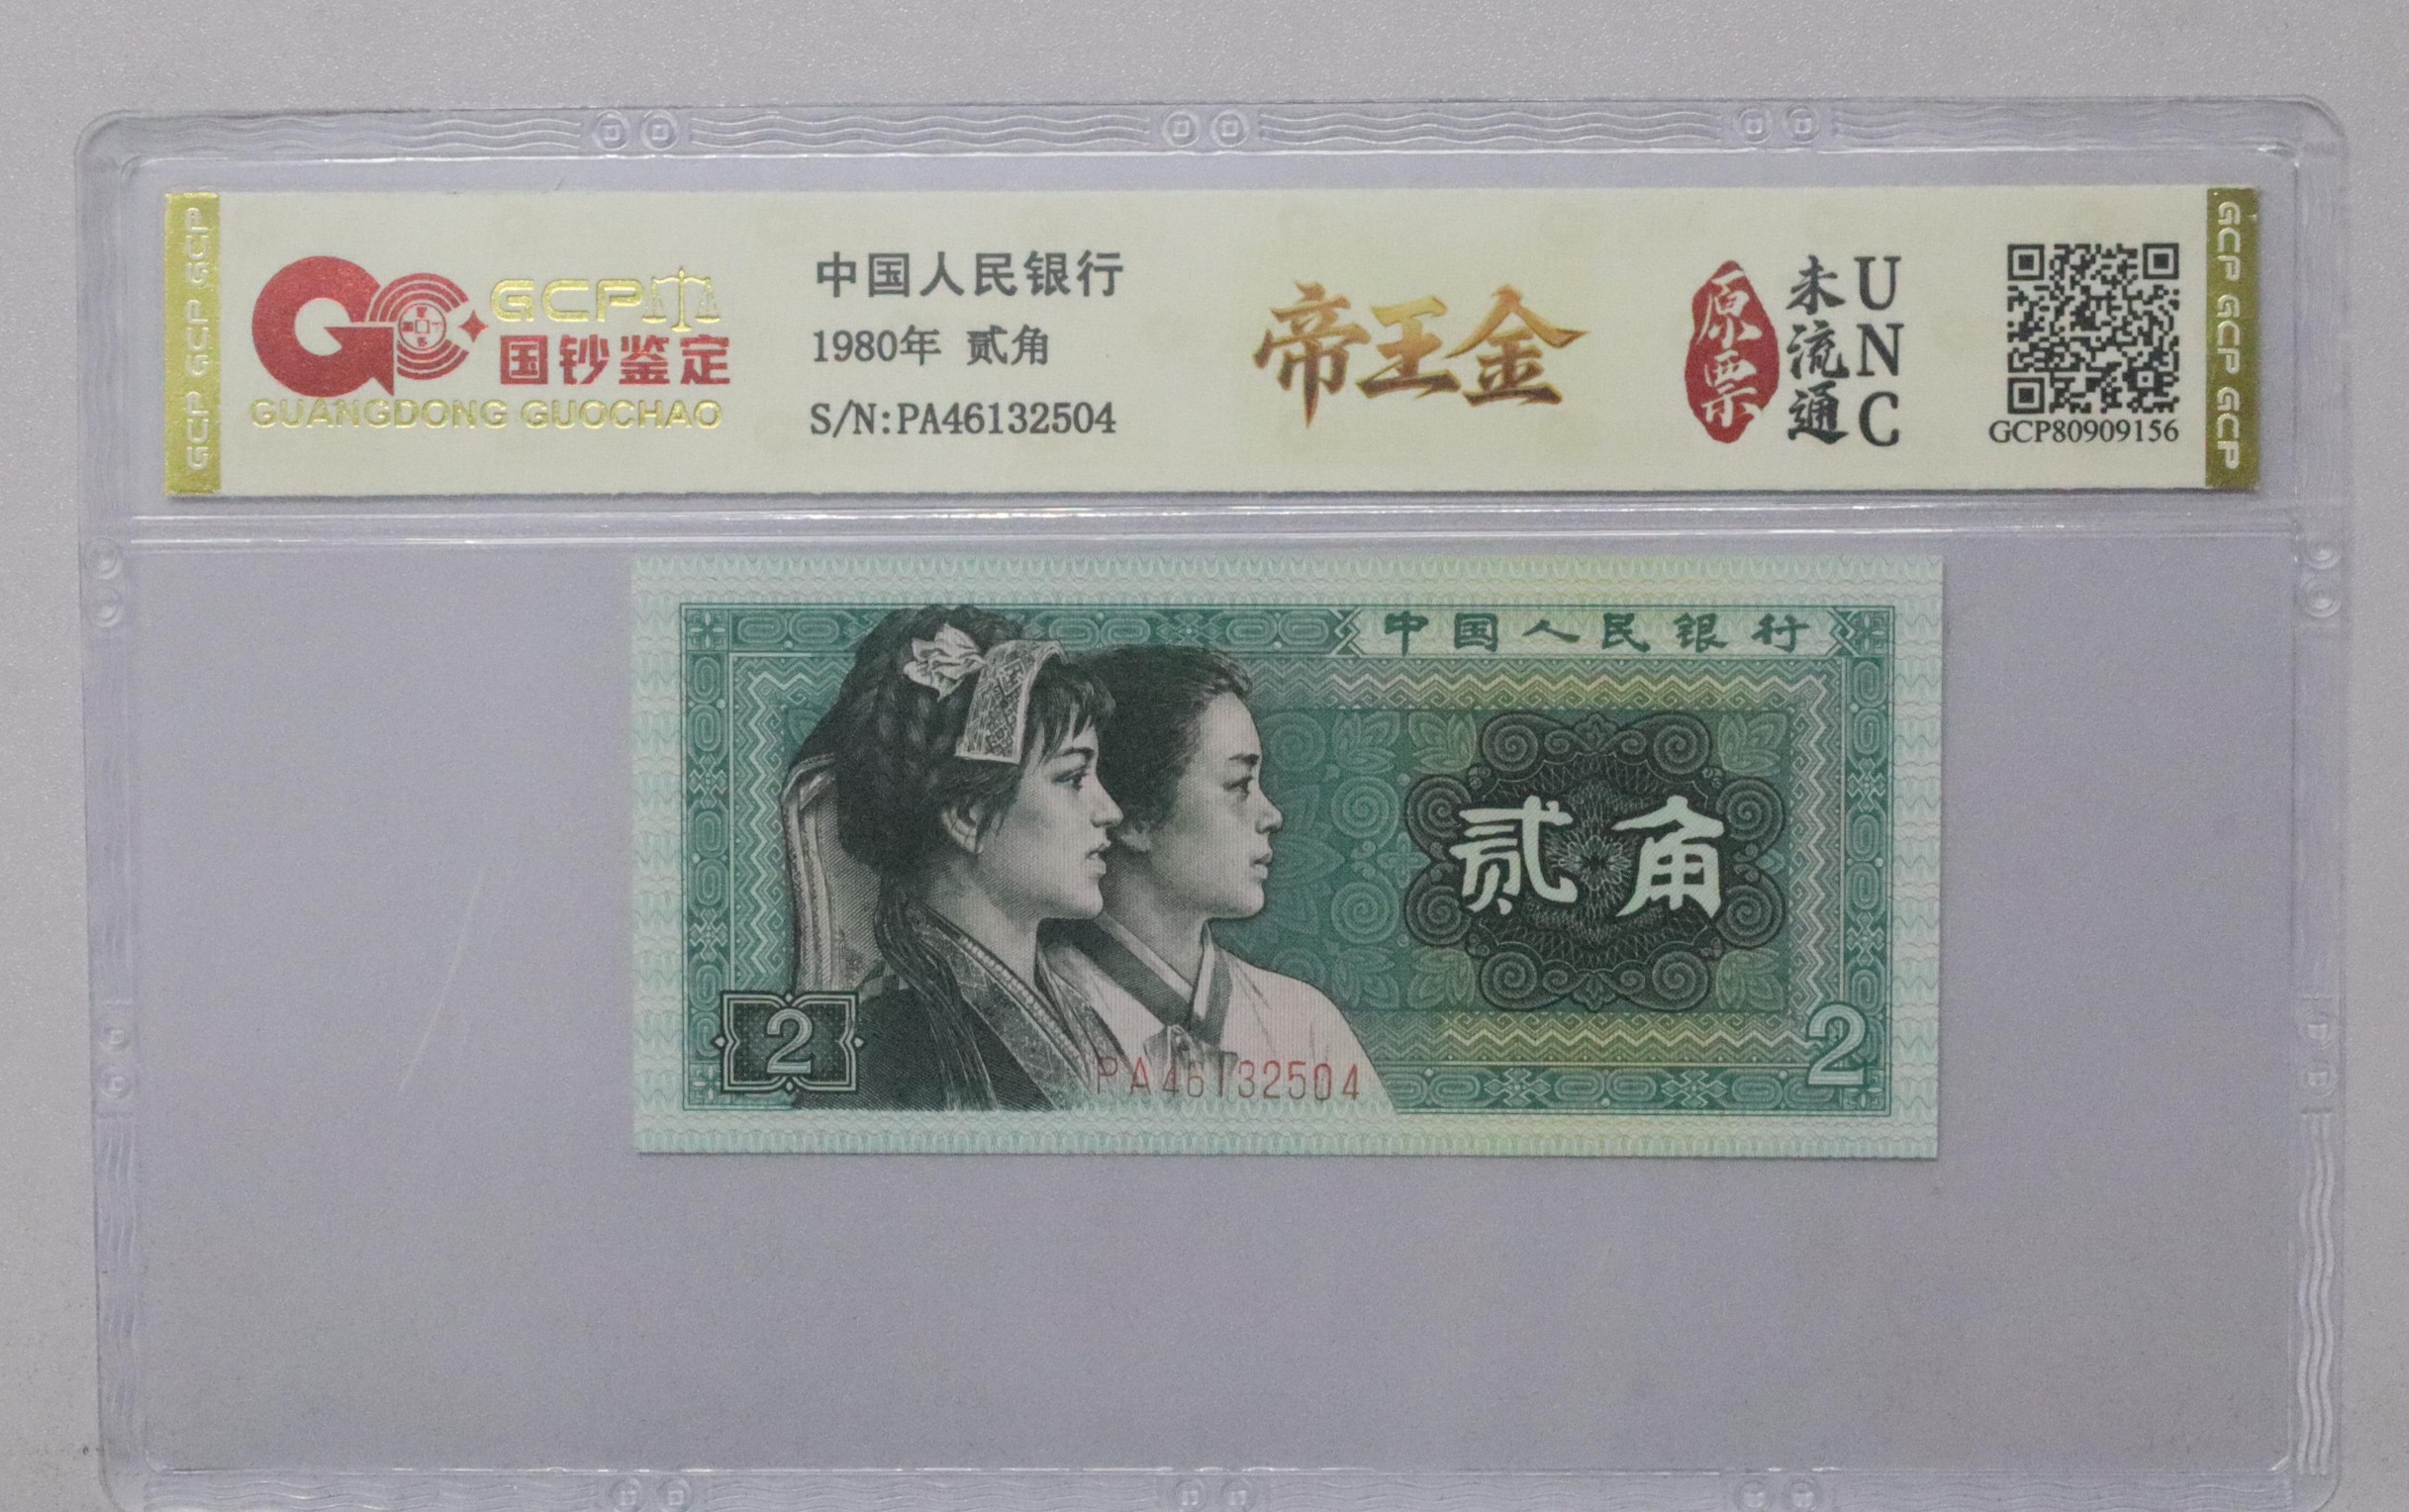 GCP GCP GCP
GCP
国钞鉴定
GUANGDONG GUOCHAO
中国人民银行
1980年 贰角
S/N:PA46132504
帝王金
原票
未流通
UNC
GCP80909156
GCP GCP GCP
中国人民银行
贰角
2
2
PA46132504